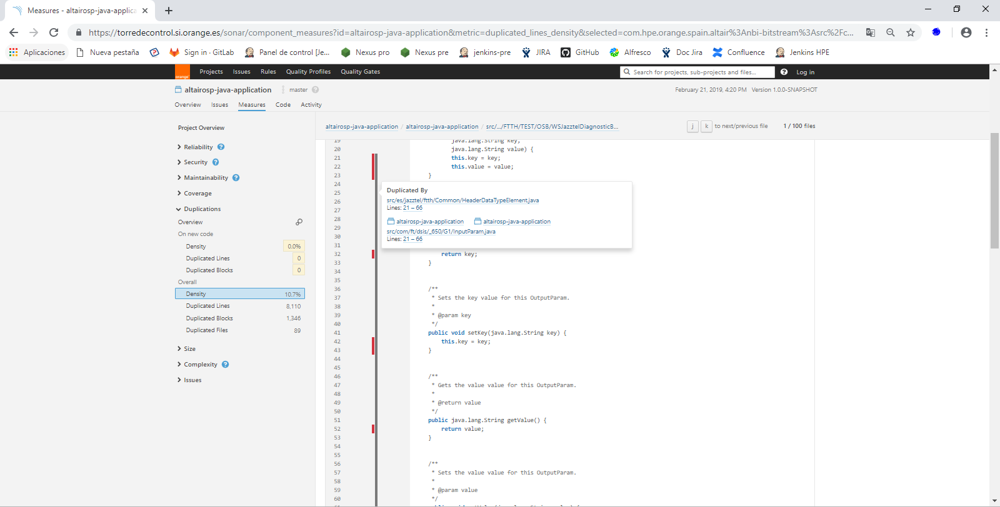 Measures - altairosp-java-applica
https://torredecontrol.si.orange.es/sonar/component_measures?id=altairosp-java-application&metric=duplicated_lines_density&selected=com.hpe.orange.spain.altair%3Anbi-bitstream%3Asrc%2Fc...
Aplicaciones Nueva pestaña Sign in · GitLab Panel de control [Je... Nexus pro Nexus pre jenkins-pre JIRA GitHub Alfresco Doc Jira Confluence Jenkins HPE
orange Projects Issues Rules Quality Profiles Quality Gates Search for projects, sub-projects and files... Log in
altairosp-java-application master February 21, 2019, 4:20 PM Version 1.0.0-SNAPSHOT
Overview Issues Measures Code Activity
altairosp-java-application / altairosp-java-application / src/.../FTTH/TEST/OSB/WSJazztelDiagnosticB... j k to next/previous file 1 / 100 files
Project Overview
Reliability
Security
Maintainability
Coverage
Duplications
Overview
On new code
Density 0.0%
Duplicated Lines 0
Duplicated Blocks 0
Overall
Density 10.7%
Duplicated Lines 8,110
Duplicated Blocks 1,346
Duplicated Files 89
Size
Complexity
Issues
19 java.lang.String key,
20 java.lang.String value) {
21 this.key = key;
22 this.value = value;
23 }
24
25
26
27
28
29
30
31
32 return key;
33 }
34
35
36 /**
37 * Sets the key value for this OutputParam.
38 *
39 * @param key
40 */
41 public void setKey(java.lang.String key) {
42 this.key = key;
43 }
44
45
46 /**
47 * Gets the value value for this OutputParam.
48 *
49 * @return value
50 */
51 public java.lang.String getValue() {
52 return value;
53 }
54
55
56 /**
57 * Sets the value value for this OutputParam.
58 *
59 * @param value
60 */
Duplicated By
src/es/jazztel/ftth/Common/HeaderDataTypeElement.java
Lines: 21 – 66
altairosp-java-application altairosp-java-application
src/com/ft/dsis/_650/G1/InputParam.java
Lines: 21 – 66